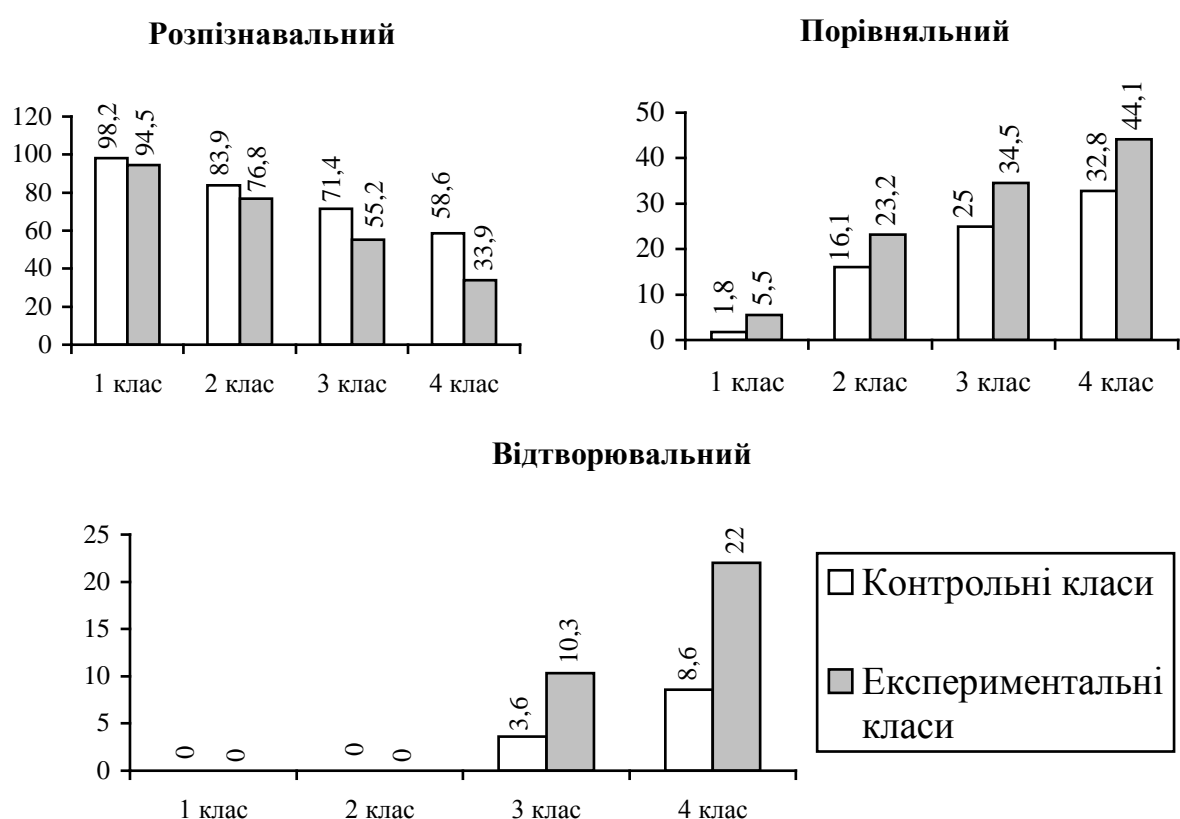 Розпізнавальний
120
100
80
60
40
20
0
98,2
94,5
83,9
76,8
71,4
55,2
58,6
33,9
1 клас
2 клас
3 клас
4 клас
Порівняльний
50
40
30
20
10
0
1,8
5,5
16,1
23,2
25
34,5
32,8
44,1
1 клас
2 клас
3 клас
4 клас
Відтворювальний
25
20
15
10
5
0
0
0
0
0
3,6
10,3
8,6
22
1 клас
2 клас
3 клас
4 клас
Контрольні класи
Експериментальні
класи